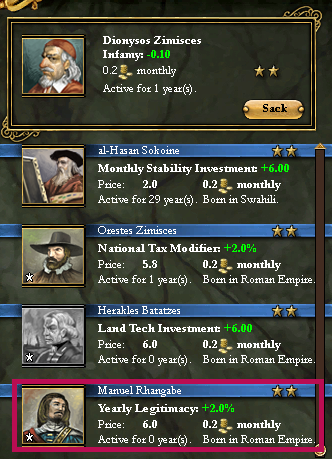 Dionysos Zimisces
Infamy: -0.10
0.2 monthly
Active for 1 year(s).
Sack
al-Hasan Sokoine
Monthly Stability Investment: +6.00
Price: 2.0 0.2 monthly
Active for 29 year(s). Born in Swahili.
Orestes Zimisces
National Tax Modifier: +2.0%
Price: 5.8 0.2 monthly
Active for 1 year(s). Born in Roman Empire.
Herakles Batatzes
Land Tech Investment: +6.00
Price: 6.0 0.2 monthly
Active for 0 year(s). Born in Roman Empire.
Manuel Rhangabe
Yearly Legitimacy: +2.0%
Price: 6.0 0.2 monthly
Active for 0 year(s). Born in Roman Empire.